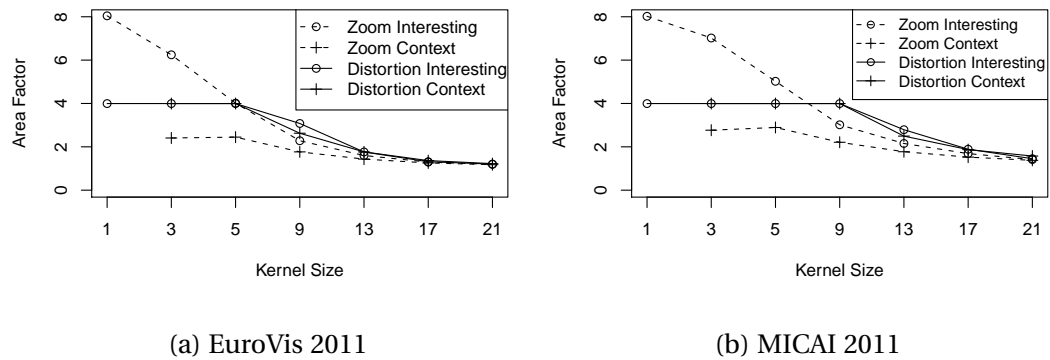 8
6
4
2
0
Area Factor
Zoom Interesting
Zoom Context
Distortion Interesting
Distortion Context
1 3 5 9 13 17 21
Kernel Size
(a) EuroVis 2011
8
6
4
2
0
Area Factor
Zoom Interesting
Zoom Context
Distortion Interesting
Distortion Context
1 3 5 9 13 17 21
Kernel Size
(b) MICAI 2011